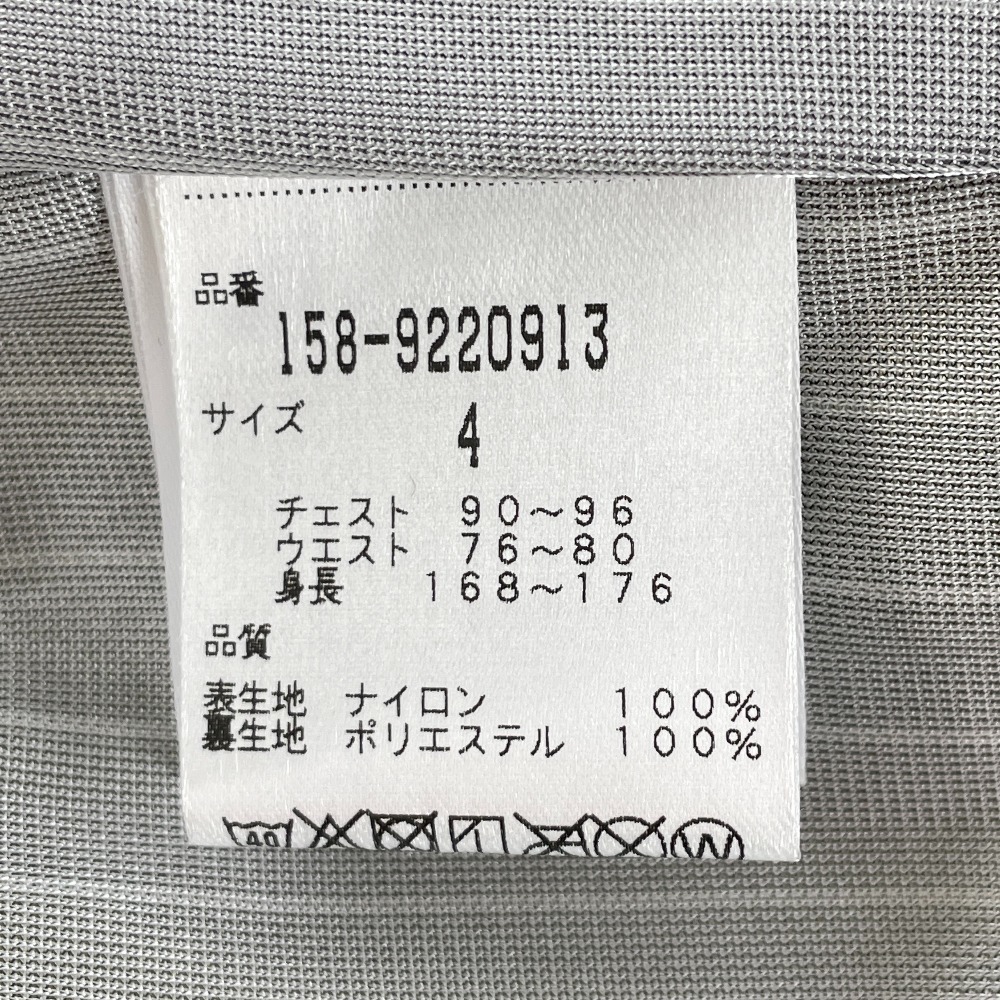 品番
158-9220913
サイズ 4
チェスト 90～96
ウエスト 76～80
身長 168～176
品質
表生地 ナイロン 100%
裏生地 ポリエステル 100%
40 W